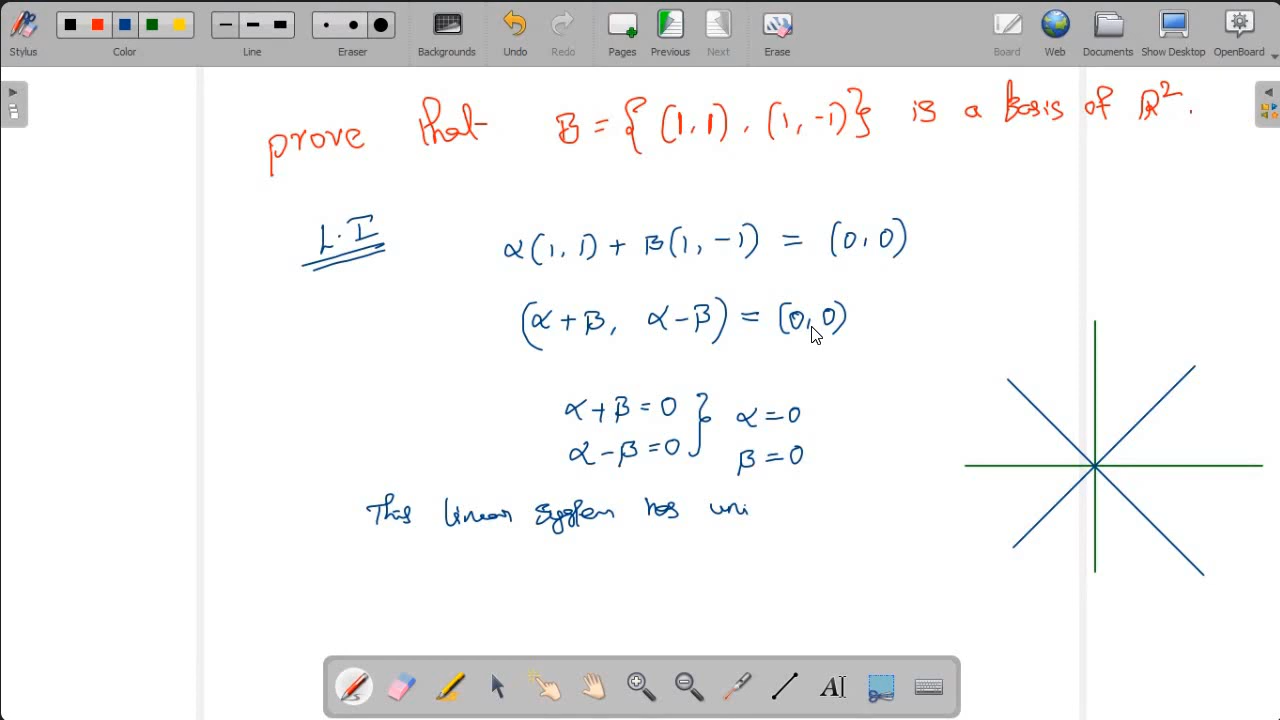 Stylus Color Line Eraser Backgrounds Undo Redo Pages Previous Next Erase Board Web Documents Show Desktop OpenBoard
prove that B = { (1,1), (1,-1)} is a basis of ℝ².
L.I
α(1,1) + β(1,-1) = (0,0)
(α+β, α-β) = (0,0)
α+β=0 } α=0
α-β=0 β=0
This linear system has uni